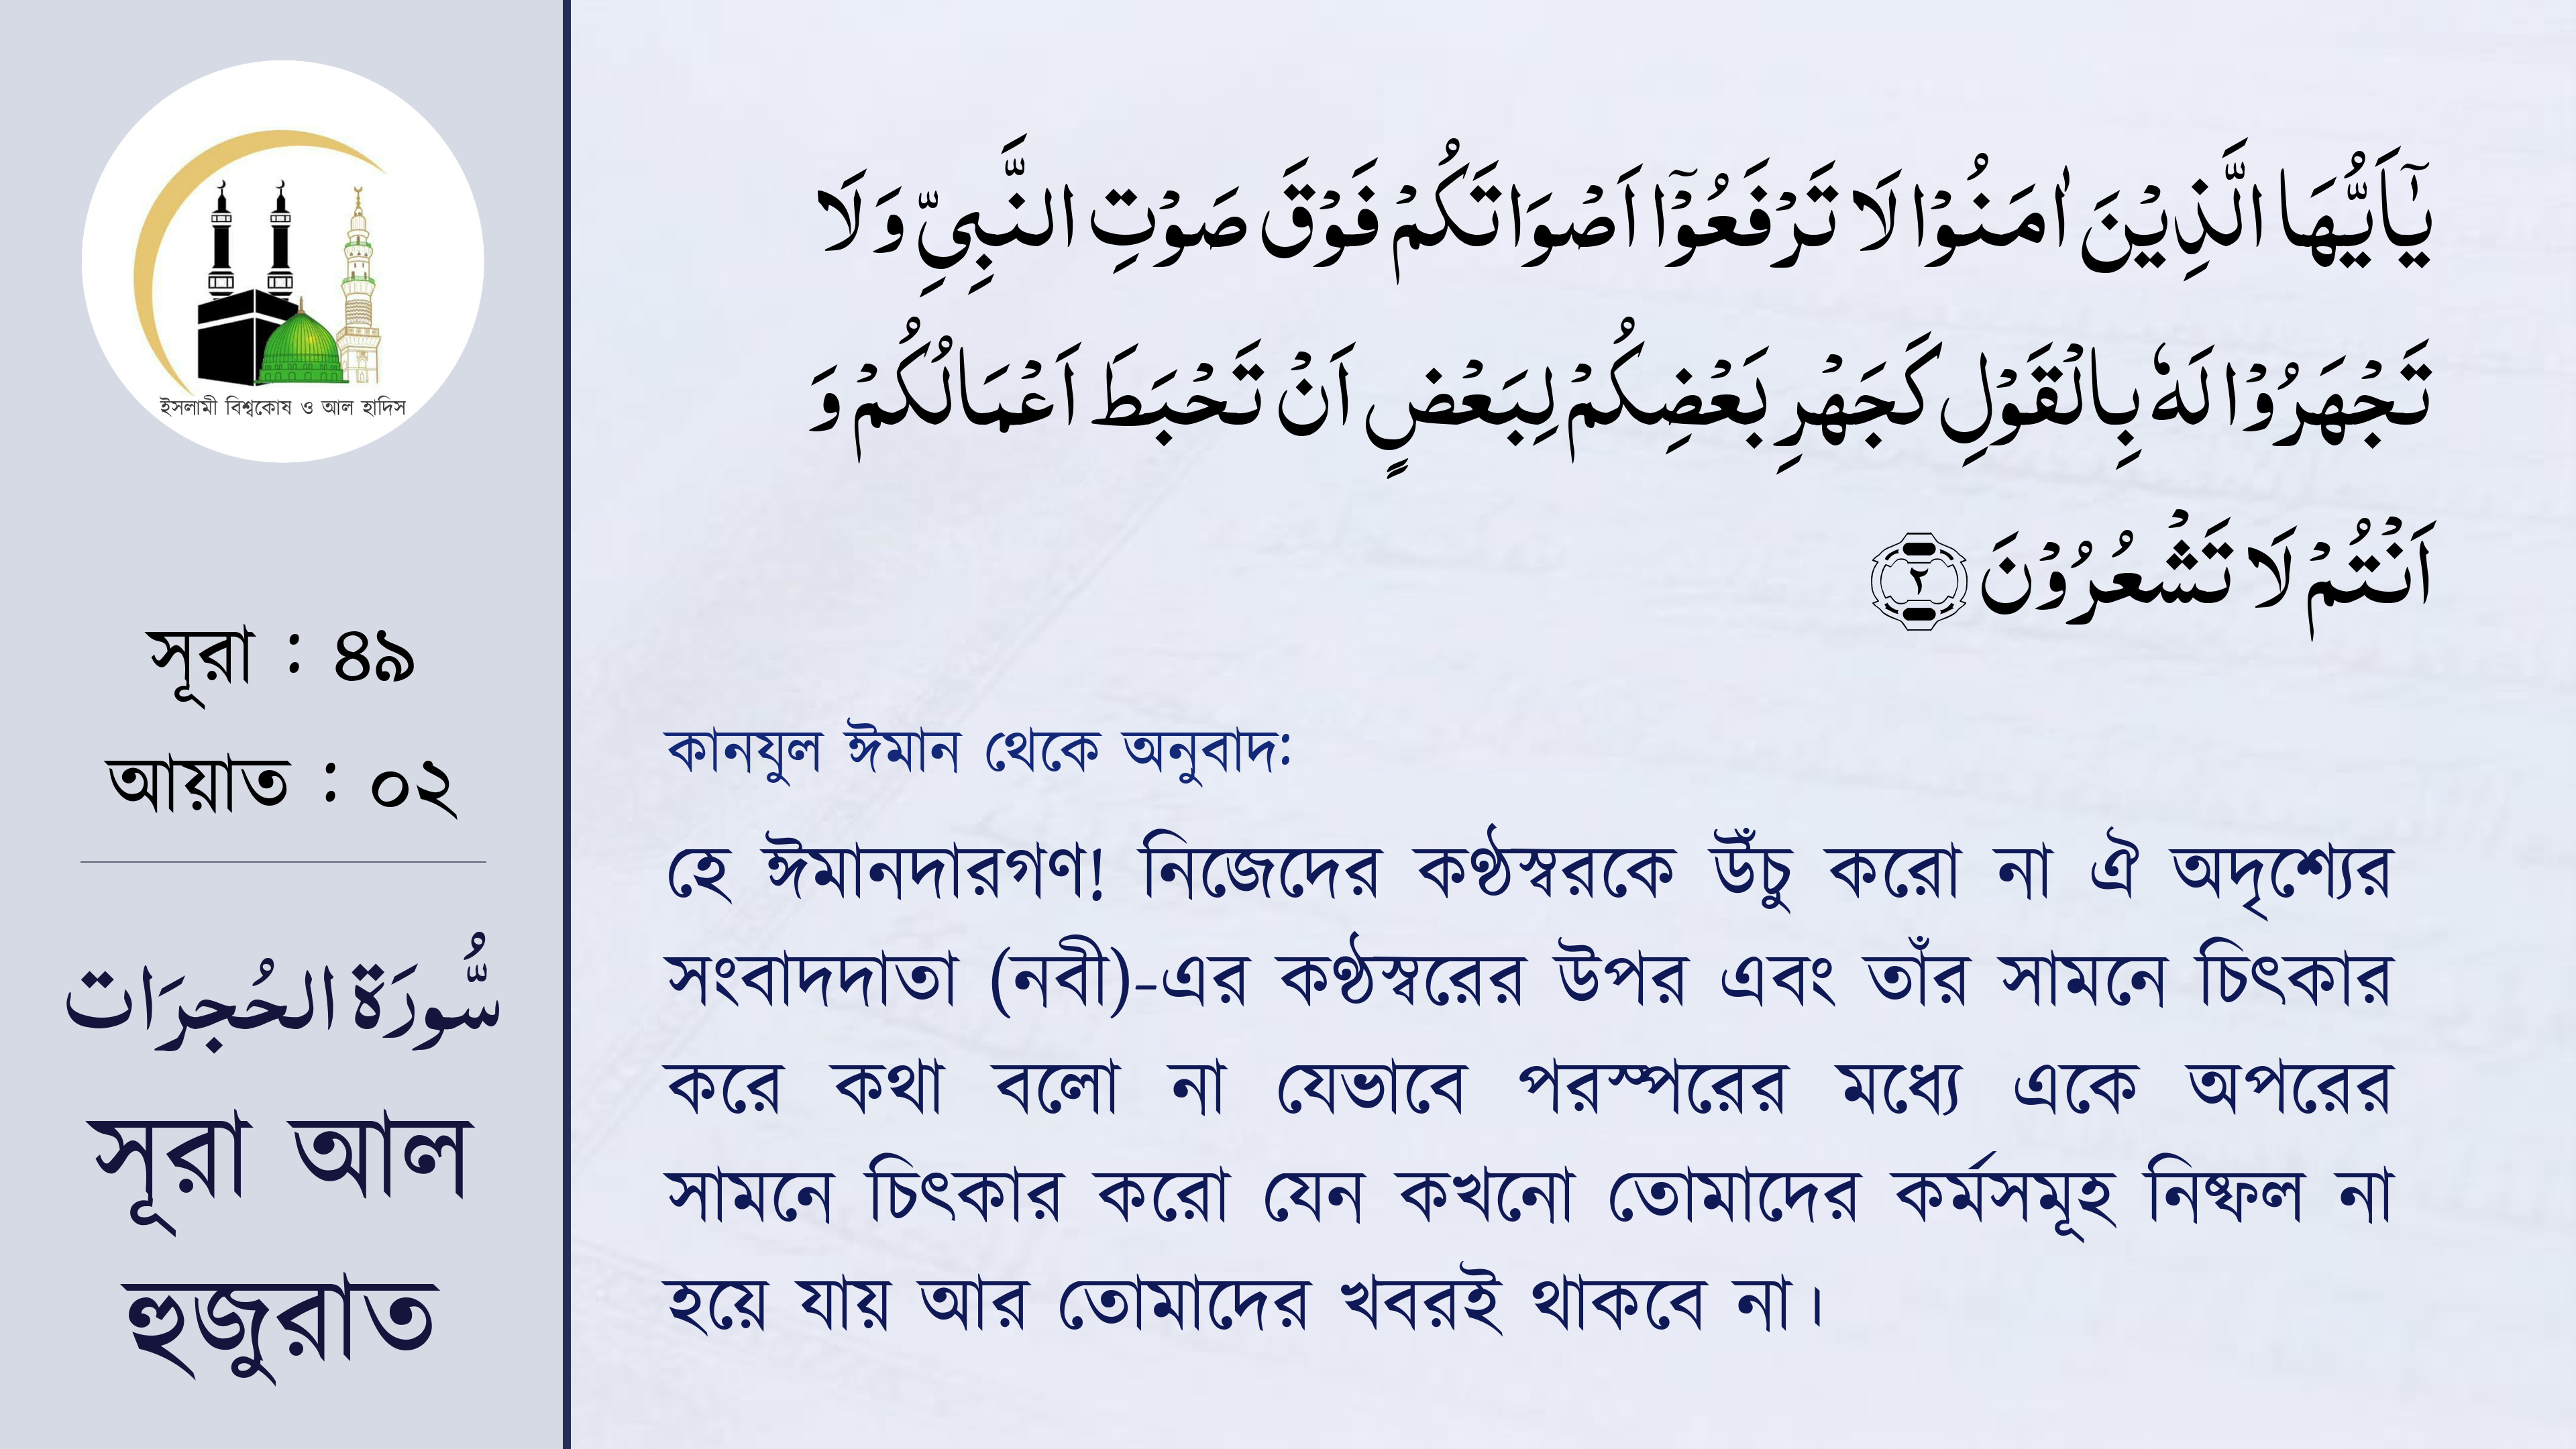 ইসলামী বিশ্বকোষ ও আল হাদিস
সূরা : ৪৯
আয়াত : ০২
سُّورَة الحُجِرَات
সূরা আল
হুজুরাত
يٰۤاَيُّهَا الَّذِيْنَ اٰمَنُوْا لَا تَرْفَعُوْۤا اَصْوَاتَكُمْ فَوْقَ صَوْتِ النَّبِىِّ وَلَا
تَجْهَرُوْا لَهٗ بِالْقَوْلِ كَجَهْرِ بَعْضِكُمْ لِبَعْضٍ اَنْ تَحْبَطَ اَعْمَالُكُمْ وَ
اَنْتُمْ لَا تَشْعُرُوْنَ ٢
কানযুল ঈমান থেকে অনুবাদ:
হে ঈমানদারগণ! নিজেদের কণ্ঠস্বরকে উঁচু করো না ঐ অদৃশ্যের
সংবাদদাতা (নবী)-এর কণ্ঠস্বরের উপর এবং তাঁর সামনে চিৎকার
করে কথা বলো না যেভাবে পরস্পরের মধ্যে একে অপরের
সামনে চিৎকার করো যেন কখনো তোমাদের কর্মসমূহ নিষ্ফল না
হয়ে যায় আর তোমাদের খবরই থাকবে না।